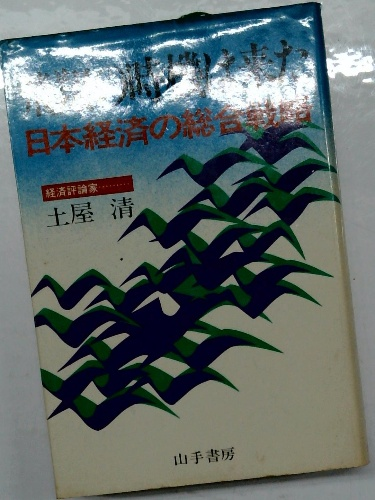 日本経済の総合戦略
経済評論家………
土屋 清
山手書房